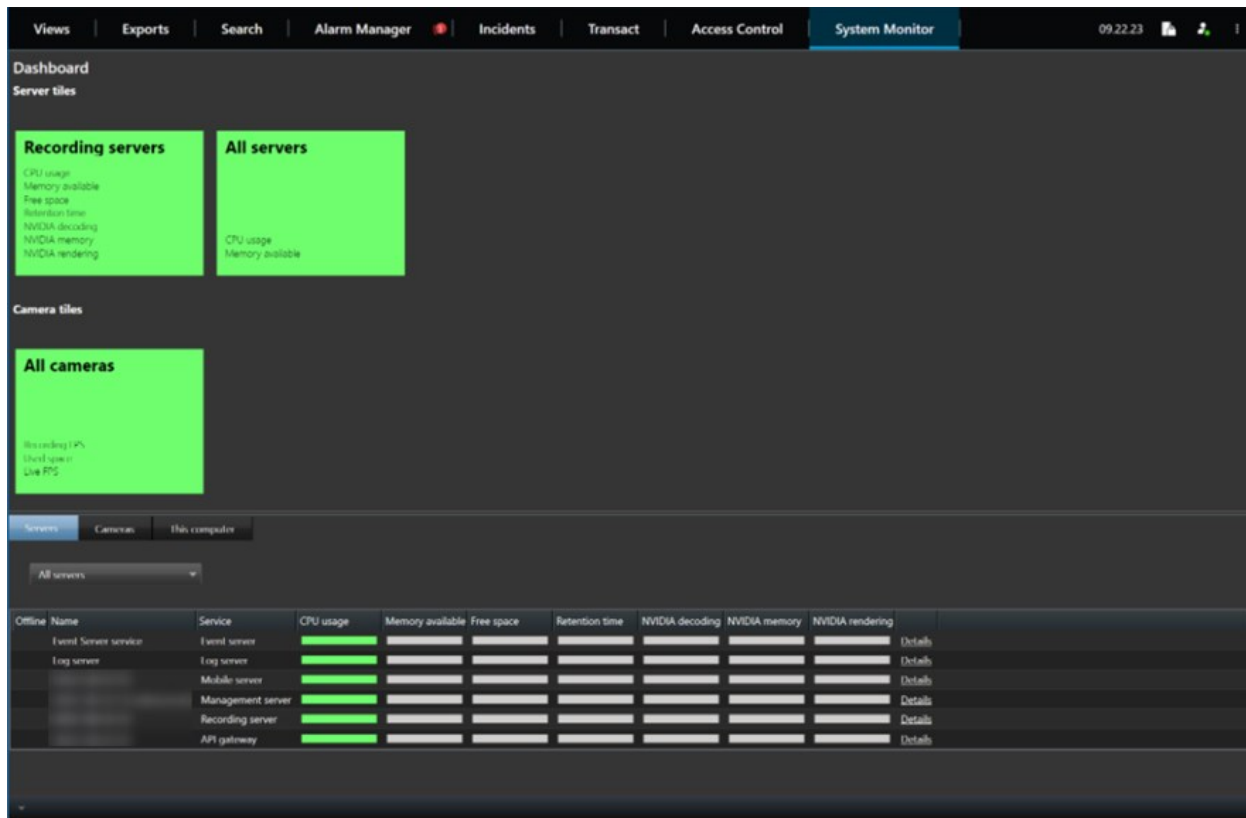 Views Exports Search Alarm Manager Incidents Transact Access Control System Monitor 09.22.23
Dashboard
Server tiles
Recording servers
CPU usage
Memory available
Free space
Retention time
NVIDIA decoding
NVIDIA memory
NVIDIA rendering
All servers
CPU usage
Memory available
Camera tiles
All cameras
Recording FPS
Used space
Live FPS
Servers Cameras This computer
All servers
Offline Name Service CPU usage Memory available Free space Retention time NVIDIA decoding NVIDIA memory NVIDIA rendering
Event Server service Event server Details
Log server Log server Details
Mobile server Details
Management server Details
Recording server Details
API gateway Details